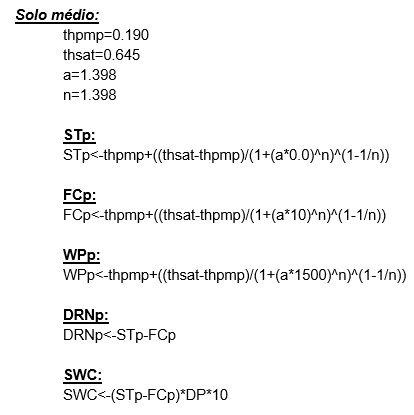 Solo médio:
thpmp=0.190
thsat=0.645
a=1.398
n=1.398
STp:
STp<-thpmp+((thsat-thpmp)/(1+(a*0.0)^n)^(1-1/n))
FCp:
FCp<-thpmp+((thsat-thpmp)/(1+(a*10)^n)^(1-1/n))
WPp:
WPp<-thpmp+((thsat-thpmp)/(1+(a*1500)^n)^(1-1/n))
DRNp:
DRNp<-STp-FCp
SWC:
SWC<-(STp-FCp)*DP*10